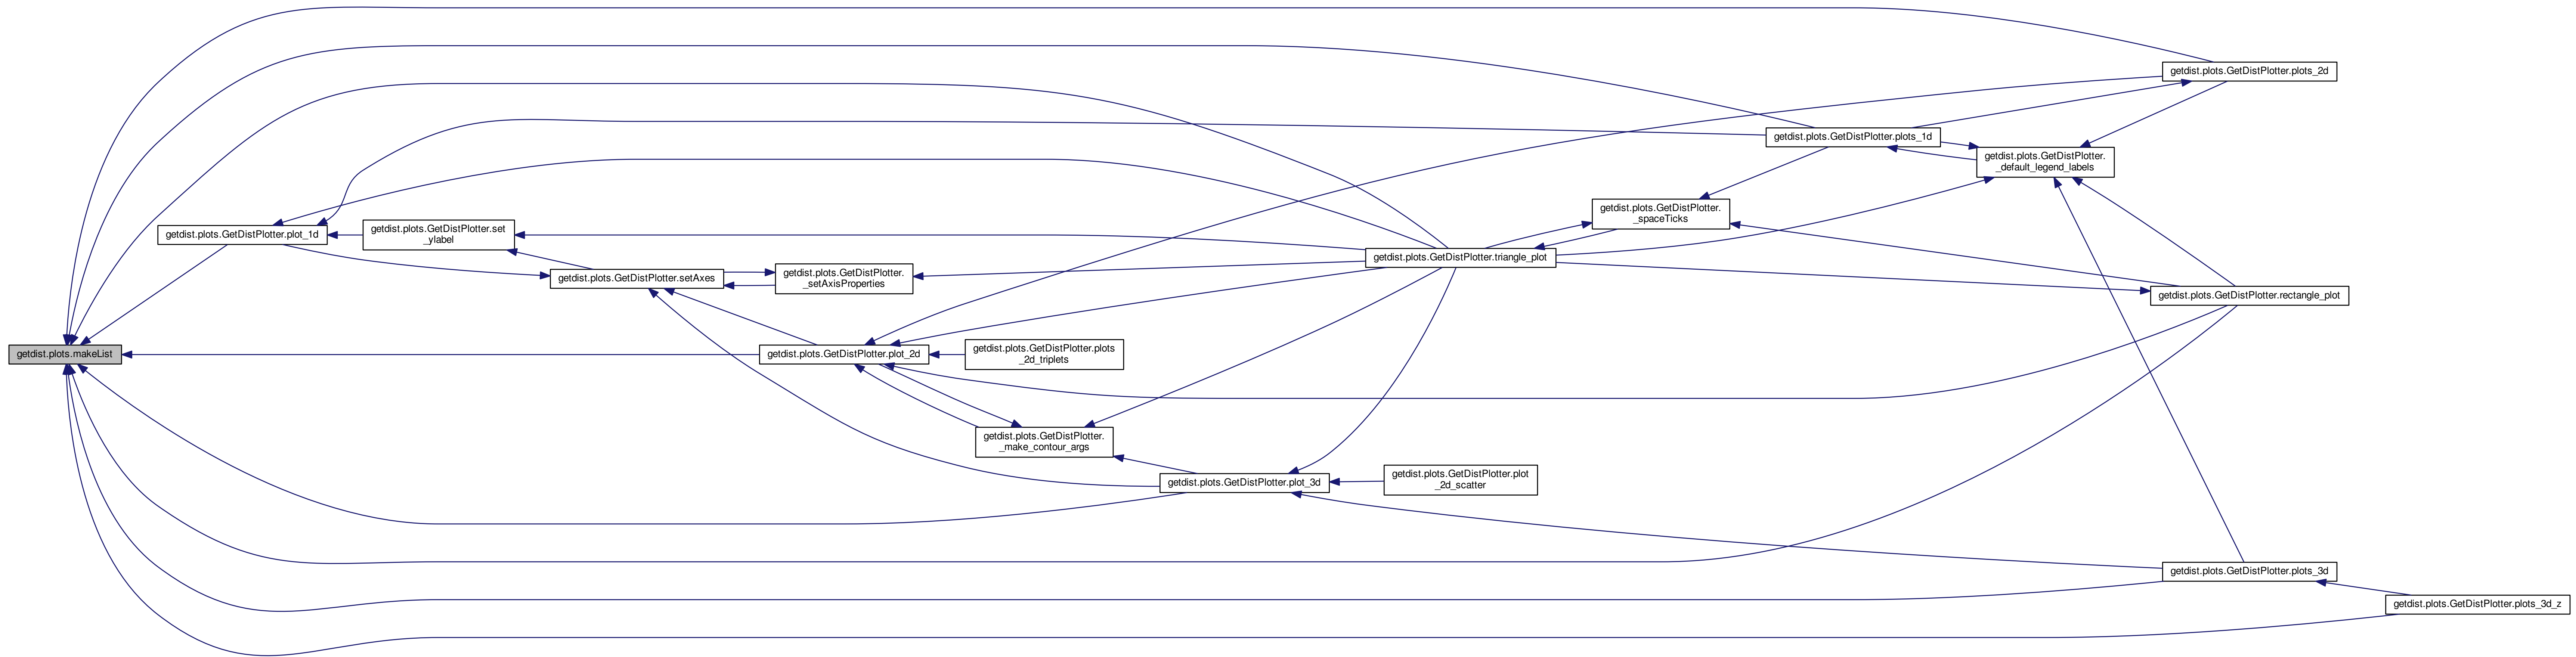 getdist.plots.GetDistPlotter.plots_2d
getdist.plots.GetDistPlotter.plots_1d
getdist.plots.GetDistPlotter.
_default_legend_labels
getdist.plots.GetDistPlotter.
_spaceTicks
getdist.plots.GetDistPlotter.plot_1d
getdist.plots.GetDistPlotter.set
_ylabel
getdist.plots.GetDistPlotter.triangle_plot
getdist.plots.GetDistPlotter.setAxes
getdist.plots.GetDistPlotter.
_setAxisProperties
getdist.plots.GetDistPlotter.rectangle_plot
getdist.plots.makeList
getdist.plots.GetDistPlotter.plot_2d
getdist.plots.GetDistPlotter.plots
_2d_triplets
getdist.plots.GetDistPlotter.
_make_contour_args
getdist.plots.GetDistPlotter.plot_3d
getdist.plots.GetDistPlotter.plot
_2d_scatter
getdist.plots.GetDistPlotter.plots_3d
getdist.plots.GetDistPlotter.plots_3d_z